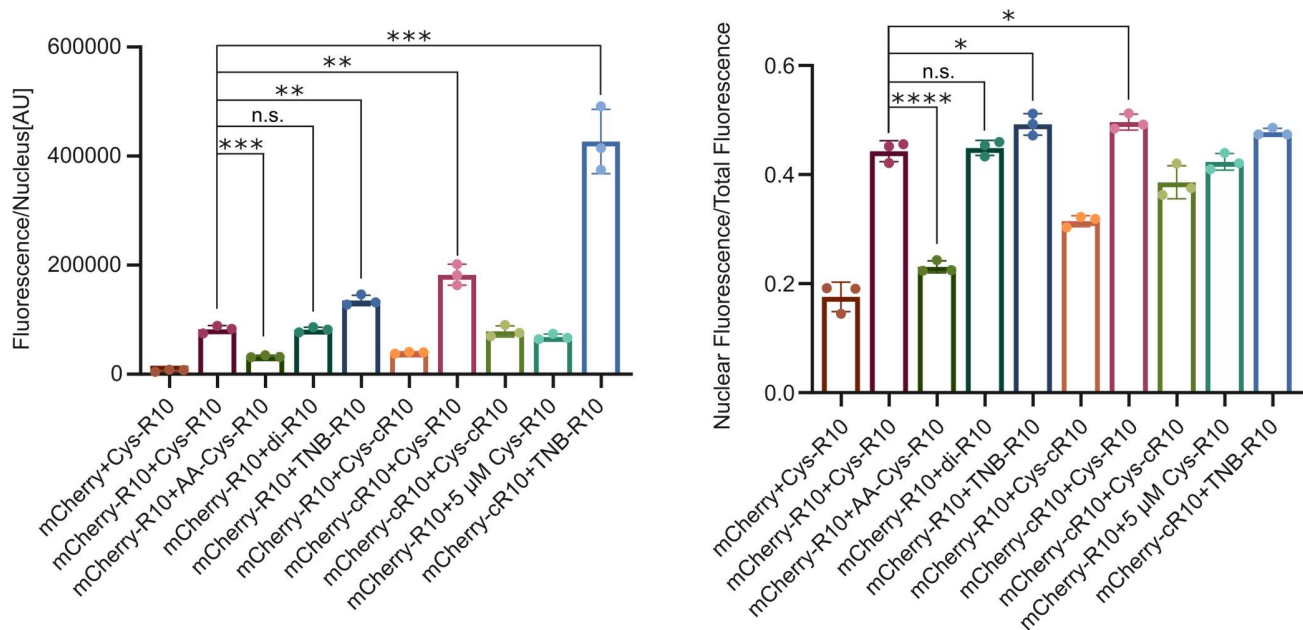 Fluorescence/Nucleus[AU]
600000
400000
200000
0
***
**
**
n.s.
***
mCherry+Cys-R10
mCherry-R10+Cys-R10
mCherry-R10+AA-Cys-R10
mCherry-R10+di-R10
mCherry-R10+TNB-R10
mCherry-R10+Cys-cR10
mCherry-cR10+Cys-R10
mCherry-cR10+Cys-cR10
mCherry-R10+5 µM Cys-R10
mCherry-cR10+TNB-R10
Nuclear Fluorescence/Total Fluorescence
0.6
0.4
0.2
0.0
*
*
n.s.
****
mCherry+Cys-R10
mCherry-R10+Cys-R10
mCherry-R10+AA-Cys-R10
mCherry-R10+di-R10
mCherry-R10+TNB-R10
mCherry-R10+Cys-cR10
mCherry-cR10+Cys-R10
mCherry-cR10+Cys-cR10
mCherry-R10+5 µM Cys-R10
mCherry-cR10+TNB-R10